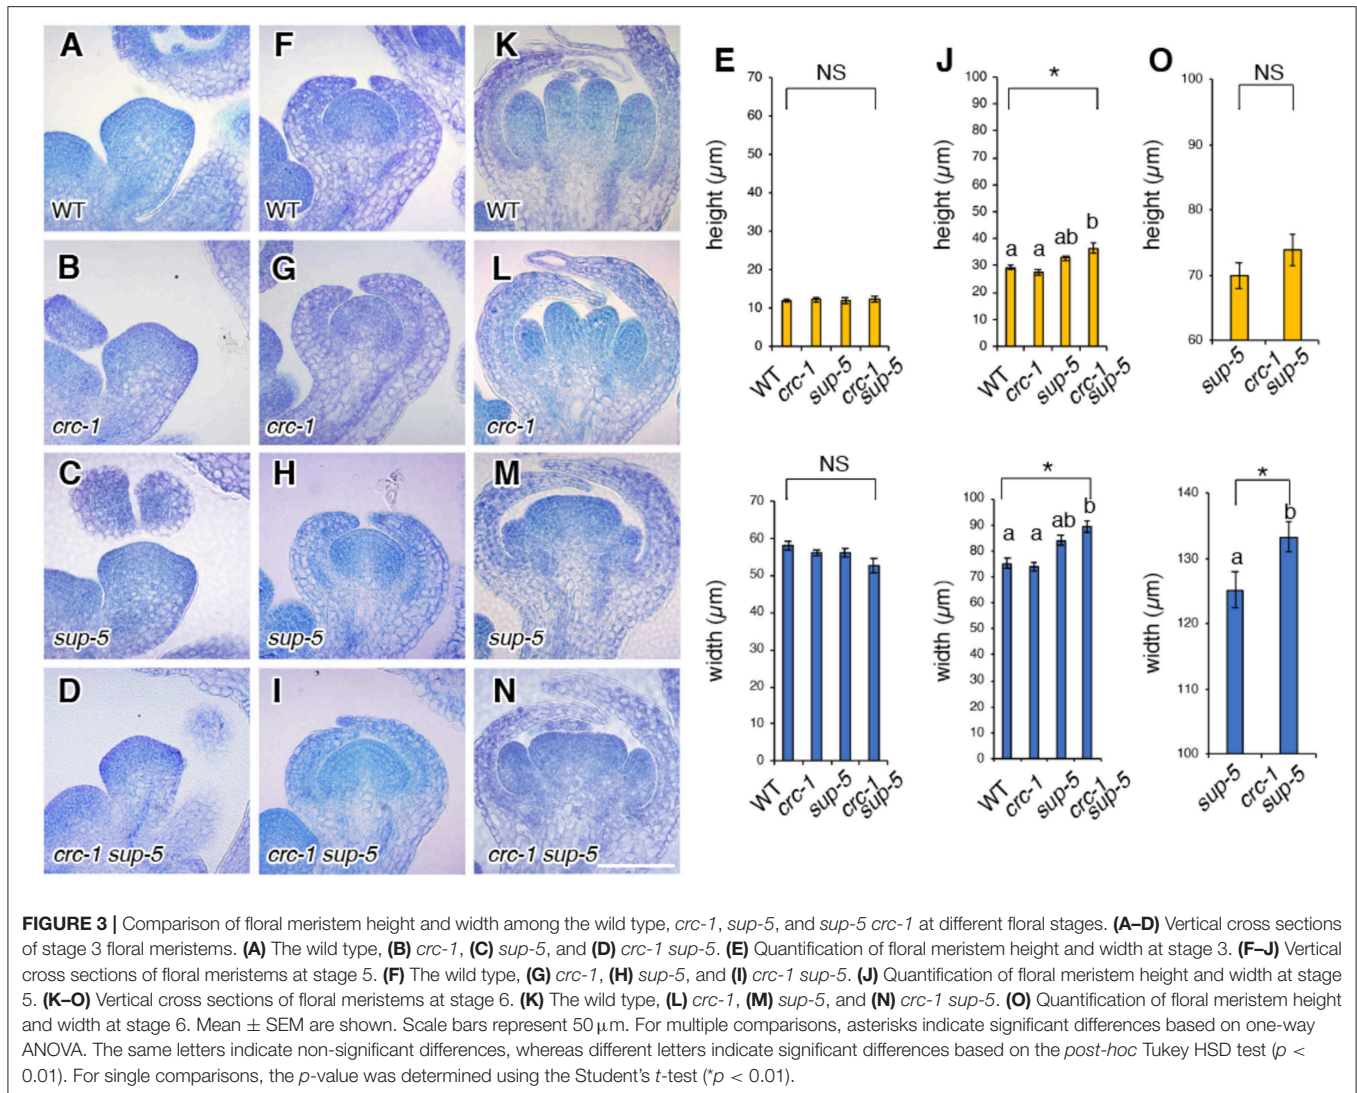 A
WT
F
WT
K
WT
B
crc-1
G
crc-1
L
crc-1
C
sup-5
H
sup-5
M
sup-5
D
crc-1 sup-5
I
crc-1 sup-5
N
crc-1 sup-5
E
NS
height (µm)
70
60
50
40
30
20
10
0
WT
crc-1
sup-5
crc-1
sup-5
J
*
height (µm)
100
90
80
70
60
50
40
30
20
10
0
a a ab b
WT
crc-1
sup-5
crc-1
sup-5
O
NS
height (µm)
100
90
80
70
60
sup-5
crc-1
sup-5
NS
width (µm)
70
60
50
40
30
20
10
0
WT
crc-1
sup-5
crc-1
sup-5
*
width (µm)
100
90
80
70
60
50
40
30
20
10
0
a a ab b
WT
crc-1
sup-5
crc-1
sup-5
*
width (µm)
140
130
120
110
100
a b
sup-5
crc-1
sup-5
FIGURE 3 | Comparison of floral meristem height and width among the wild type, crc-1, sup-5, and sup-5 crc-1 at different floral stages. (A–D) Vertical cross sections
of stage 3 floral meristems. (A) The wild type, (B) crc-1, (C) sup-5, and (D) crc-1 sup-5. (E) Quantification of floral meristem height and width at stage 3. (F–J) Vertical
cross sections of floral meristems at stage 5. (F) The wild type, (G) crc-1, (H) sup-5, and (I) crc-1 sup-5. (J) Quantification of floral meristem height and width at stage
5. (K–O) Vertical cross sections of floral meristems at stage 6. (K) The wild type, (L) crc-1, (M) sup-5, and (N) crc-1 sup-5. (O) Quantification of floral meristem height
and width at stage 6. Mean ± SEM are shown. Scale bars represent 50 µm. For multiple comparisons, asterisks indicate significant differences based on one-way
ANOVA. The same letters indicate non-significant differences, whereas different letters indicate significant differences based on the post-hoc Tukey HSD test (p <
0.01). For single comparisons, the p-value was determined using the Student's t-test (*p < 0.01).